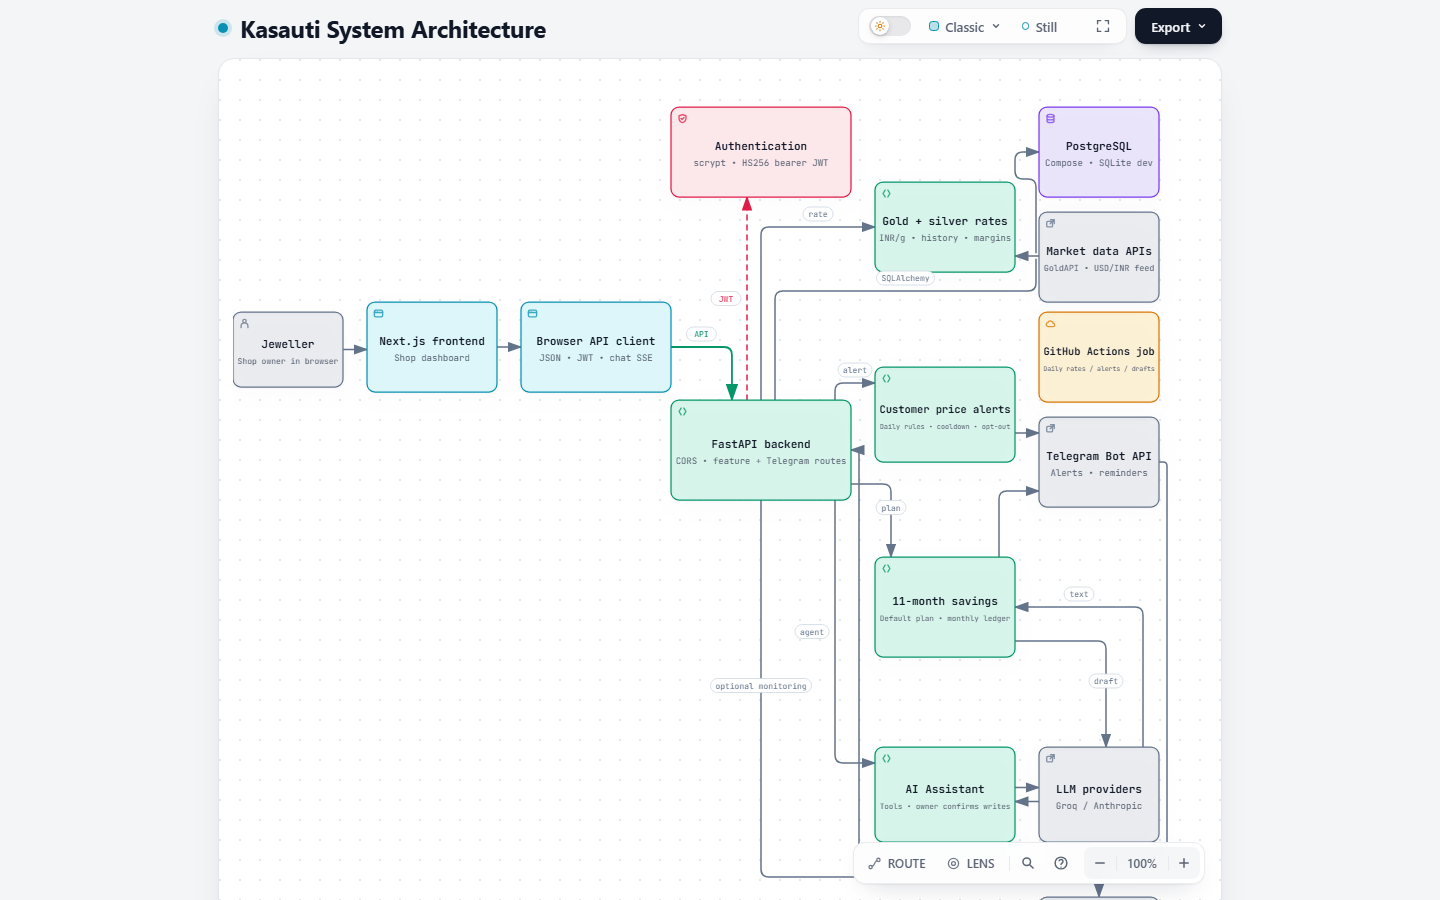 Kasauti System Architecture
Classic
Still
Export
Authentication
scrypt • HS256 bearer JWT
PostgreSQL
Compose • SQLite dev
rate
Gold + silver rates
INR/g • history • margins
Market data APIs
GoldAPI • USD/INR feed
SQLAlchemy
JWT
Jeweller
Shop owner in browser
Next.js frontend
Shop dashboard
Browser API client
JSON • JWT • chat SSE
API
GitHub Actions job
Daily rates / alerts / drafts
alert
Customer price alerts
Daily rules • cooldown • opt-out
FastAPI backend
CORS • feature + Telegram routes
Telegram Bot API
Alerts • reminders
plan
11-month savings
Default plan • monthly ledger
text
agent
draft
optional monitoring
AI Assistant
Tools • owner confirms writes
LLM providers
Groq / Anthropic
ROUTE
LENS
100%